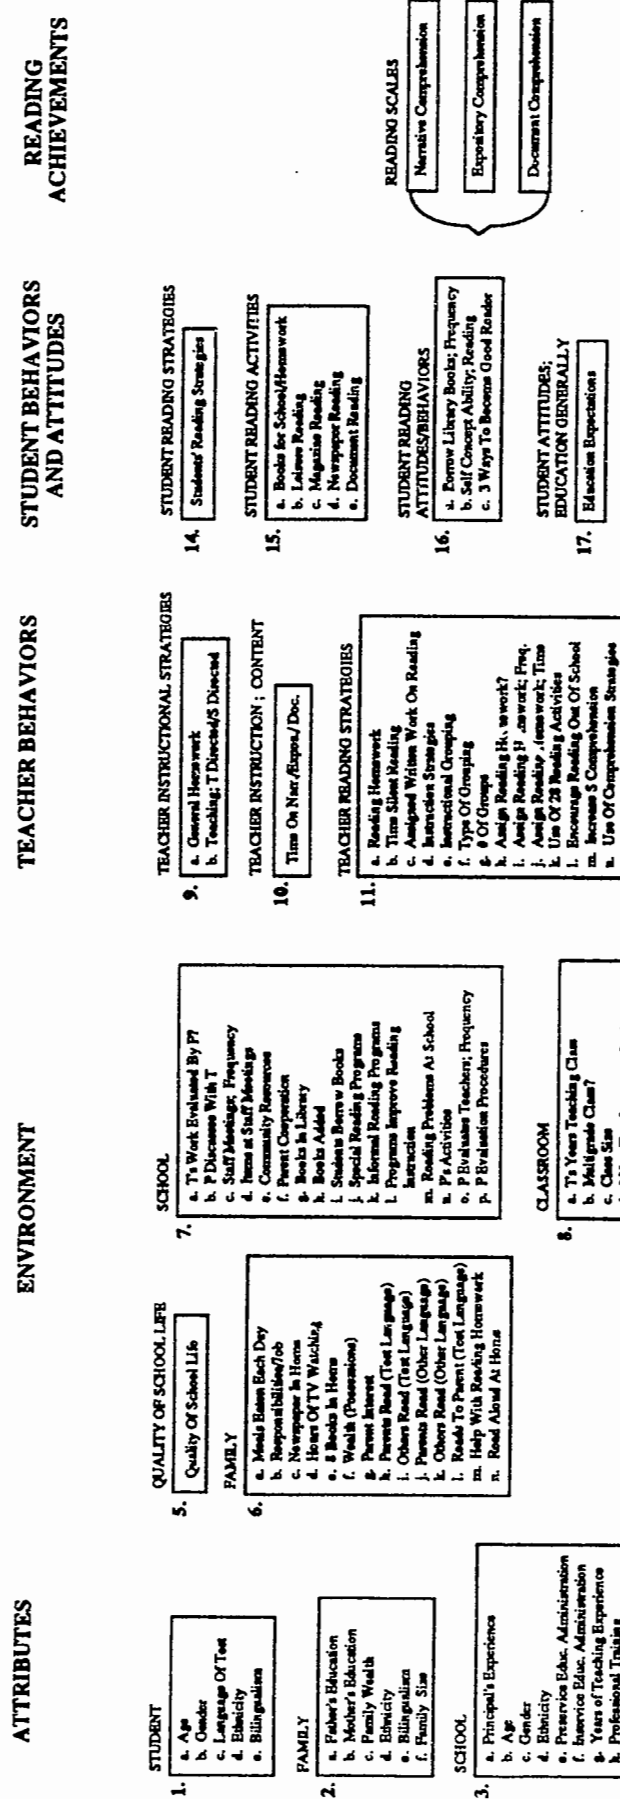 ATTRIBUTES
STUDENT
1.
a. Age
b. Gender
c. Language Of Test
d. Ethnicity
e. Bilingualism
FAMILY
2.
a. Father's Education
b. Mother's Education
c. Family Wealth
d. Ethnicity
e. Bilingualism
f. Family Size
SCHOOL
3.
a. Principal's Experience
b. Age
c. Gender
d. Ethnicity
e. Preservice Educ. Administration
f. Inservice Educ. Administration
g. Years of Teaching Experience
h. Professional Training
ENVIRONMENT
QUALITY OF SCHOOL LIFE
5.
Quality Of School Life
FAMILY
6.
a. Meals Eaten Each Day
b. Responsibilities/Job
c. Newspaper In Home
d. Hours Of TV Watching
e. # Books In Home
f. Wealth (Possessions)
g. Parent Interest
h. Parents Read (Test Language)
i. Others Read (Test Language)
j. Parents Read (Other Language)
k. Others Read (Other Language)
l. Reads To Parent (Test Language)
m. Help With Reading Homework
n. Read Aloud At Home
SCHOOL
7.
a. T's Work Evaluated By P?
b. P Discusses With T
c. Staff Meetings; Frequency
d. Items at Staff Meetings
e. Community Resources
f. Parent Cooperation
g. Books In Library
h. Books Added
i. Students Borrow Books
j. Special Reading Programs
k. Informal Reading Programs
l. Programs Improve Reading
Instruction
m. Reading Problems At School
n. P's Activities
o. P Evaluates Teachers; Frequency
p. P Evaluation Procedures
CLASSROOM
8.
a. T's Years Teaching Class
b. Multigrade Class?
c. Class Size
TEACHER BEHAVIORS
TEACHER INSTRUCTIONAL STRATEGIES
9.
a. General Homework
b. Teaching; T Directed/S Directed
TEACHER INSTRUCTION; CONTENT
10.
Time On Narr./Expos./Doc.
TEACHER READING STRATEGIES
11.
a. Reading Homework
b. Time Silent Reading
c. Assigned Written Work On Reading
d. Instruction Strategies
e. Instructional Grouping
f. Type Of Grouping
g. # Of Groups
h. Assign Reading Homework?
i. Assign Reading Homework; Freq.
j. Assign Reading Homework; Time
k. Use Of 28 Reading Activities
l. Encourage Reading Out Of School
m. Increase S Comprehension
n. Use Of Comprehension Strategies
STUDENT BEHAVIORS
AND ATTITUDES
STUDENT READING STRATEGIES
14.
Students' Reading Strategies
STUDENT READING ACTIVITIES
15.
a. Books for School/Homework
b. Leisure Reading
c. Magazine Reading
d. Newspaper Reading
e. Document Reading
STUDENT READING
ATTITUDES/BEHAVIORS
16.
a. Borrow Library Books; Frequency
b. Self Concept Ability; Reading
c. 3 Ways To Become Good Reader
STUDENT ATTITUDES;
EDUCATION GENERALLY
17.
Education Expectations
READING
ACHIEVEMENTS
READING SCALES
Narrative Comprehension
Expository Comprehension
Document Comprehension